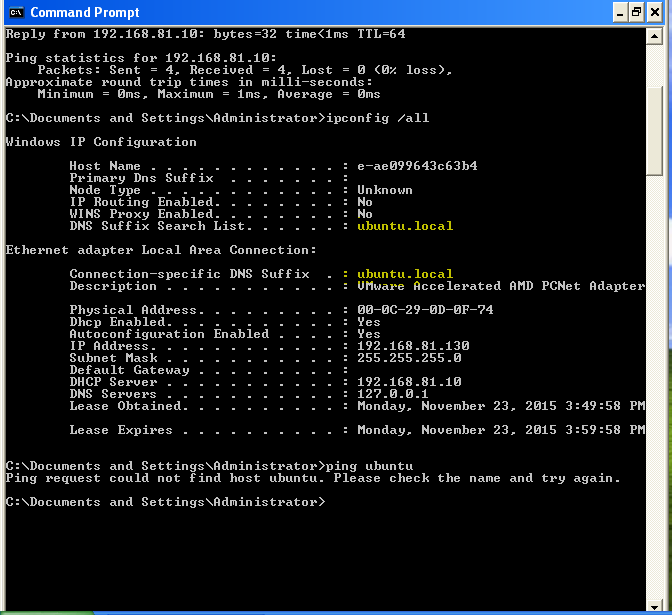 Command Prompt
Reply from 192.168.81.10: bytes=32 time<1ms TTL=64
Ping statistics for 192.168.81.10:
Packets: Sent = 4, Received = 4, Lost = 0 (0% loss),
Approximate round trip times in milli-seconds:
Minimum = 0ms, Maximum = 1ms, Average = 0ms
C:\Documents and Settings\Administrator>ipconfig /all
Windows IP Configuration
Host Name . . . . . . . . . . . . : e-ae099643c63b4
Primary Dns Suffix  . . . . . . . :
Node Type . . . . . . . . . . . . : Unknown
IP Routing Enabled. . . . . . . . : No
WINS Proxy Enabled. . . . . . . . : No
DNS Suffix Search List. . . . . . : ubuntu.local
Ethernet adapter Local Area Connection:
Connection-specific DNS Suffix  . : ubuntu.local
Description . . . . . . . . . . . : VMware Accelerated AMD PCNet Adapter
Physical Address. . . . . . . . . : 00-0C-29-0D-0F-74
Dhcp Enabled. . . . . . . . . . . : Yes
Autoconfiguration Enabled . . . . : Yes
IP Address. . . . . . . . . . . . : 192.168.81.130
Subnet Mask . . . . . . . . . . . : 255.255.255.0
Default Gateway . . . . . . . . . :
DHCP Server . . . . . . . . . . . : 192.168.81.10
DNS Servers . . . . . . . . . . . : 127.0.0.1
Lease Obtained. . . . . . . . . . : Monday, November 23, 2015 3:49:58 PM
Lease Expires . . . . . . . . . . : Monday, November 23, 2015 3:59:58 PM
C:\Documents and Settings\Administrator>ping ubuntu
Ping request could not find host ubuntu. Please check the name and try again.
C:\Documents and Settings\Administrator>